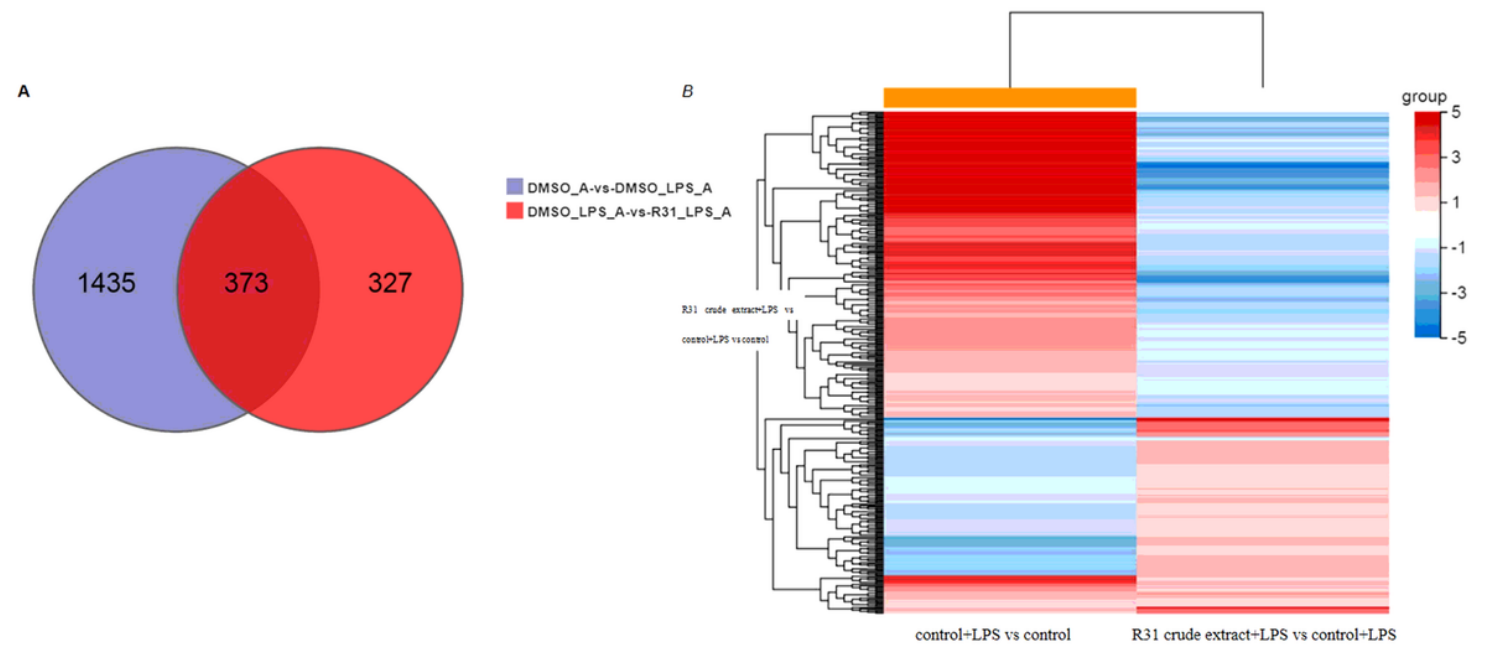 A
1435
373
327
DMSO_A-vs-DMSO_LPS_A
DMSO_LPS_A-vs-R31_LPS_A
B
R31 crude extract+LPS vs
control+LPS vs control
group
5
3
1
-1
-3
-5
control+LPS vs control
R31 crude extract+LPS vs control+LPS